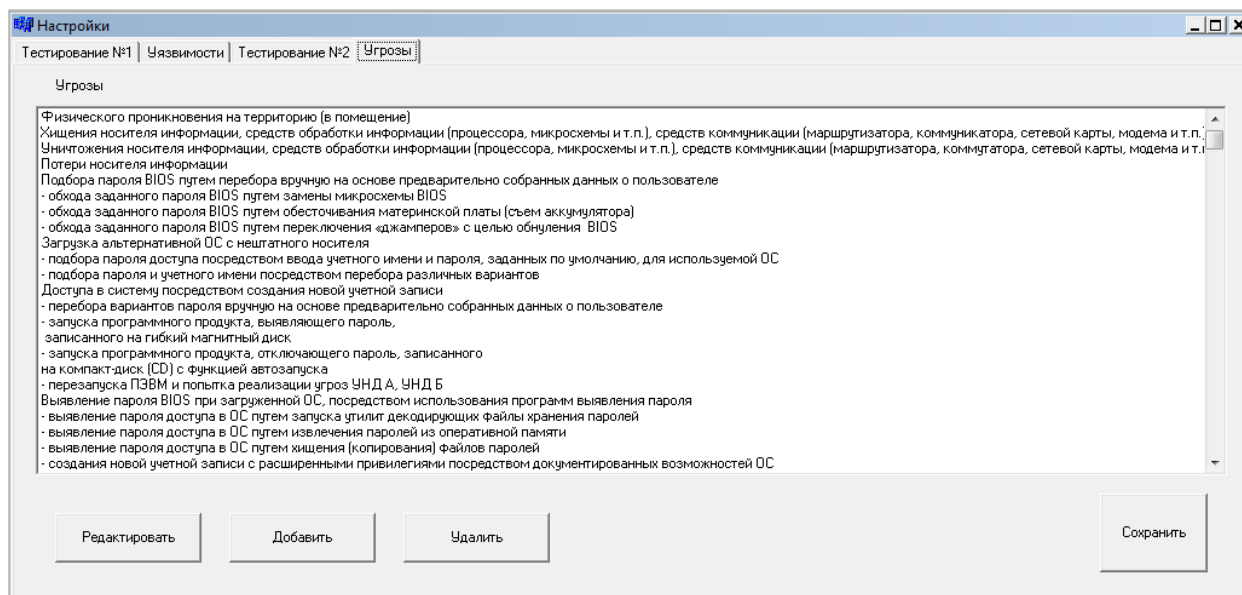 Настройки
Тестирование №1 Уязвимости Тестирование №2 Угрозы
Угрозы
Физического проникновения на территорию (в помещение)
Хищения носителя информации, средств обработки информации (процессора, микросхемы и т.п.), средств коммуникации (маршрутизатора, коммуникатора, сетевой карты, модема и т.п.)
Уничтожения носителя информации, средств обработки информации (процессора, микросхемы и т.п.), средств коммуникации (маршрутизатора, коммутатора, сетевой карты, модема и т.
Потери носителя информации
Подбора пароля BIOS путем перебора вручную на основе предварительно собранных данных о пользователе
- обхода заданного пароля BIOS путем замены микросхемы BIOS
- обхода заданного пароля BIOS путем обесточивания материнской платы (съем аккумулятора)
- обхода заданного пароля BIOS путем переключения «джамперов» с целью обнуления BIOS
Загрузка альтернативной ОС с нештатного носителя
- подбора пароля доступа посредством ввода учетного имени и пароля, заданных по умолчанию, для используемой ОС
- подбора пароля и учетного имени посредством перебора различных вариантов
Доступа в систему посредством создания новой учетной записи
- перебора вариантов пароля вручную на основе предварительно собранных данных о пользователе
- запуска программного продукта, выявляющего пароль,
записанного на гибкий магнитный диск
- запуска программного продукта, отключающего пароль, записанного
на компакт-диск (CD) с функцией автозапуска
- перезапуска ПЭВМ и попытка реализации угроз УНД А, УНД Б
Выявление пароля BIOS при загруженной ОС, посредством использования программ выявления пароля
- выявление пароля доступа в ОС путем запуска утилит декодирующих файлы хранения паролей
- выявление пароля доступа в ОС путем извлечения паролей из оперативной памяти
- выявление пароля доступа в ОС путем хищения (копирования) файлов паролей
- создания новой учетной записи с расширенными привилегиями посредством документированных возможностей ОС
Редактировать Добавить Удалить Сохранить